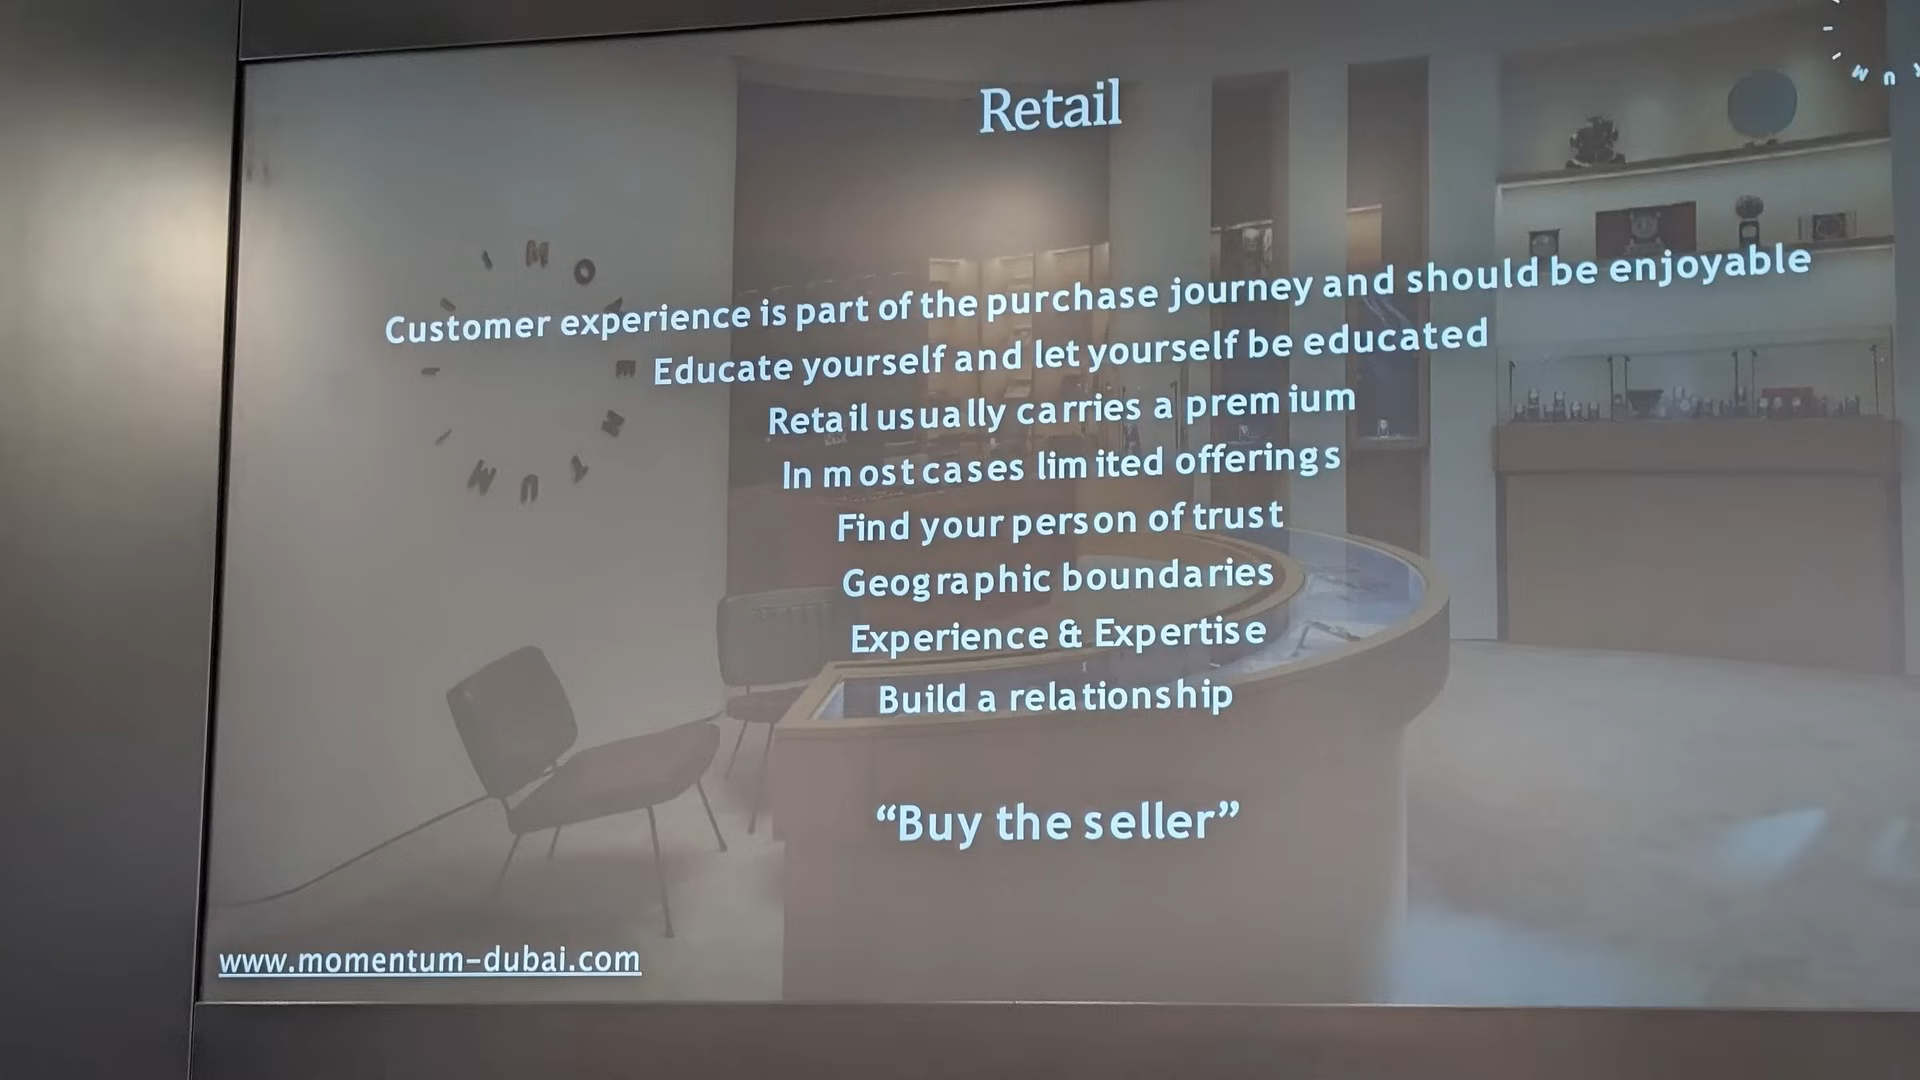 Retail
Customer experience is part of the purchase journey and should be enjoyable
Educate yourself and let yourself be educated
Retail usually carries a premium
In most cases limited offerings
Find your person of trust
Geographic boundaries
Experience & Expertise
Build a relationship
“Buy the seller”
www.momentum-dubai.com
MOMENTUM